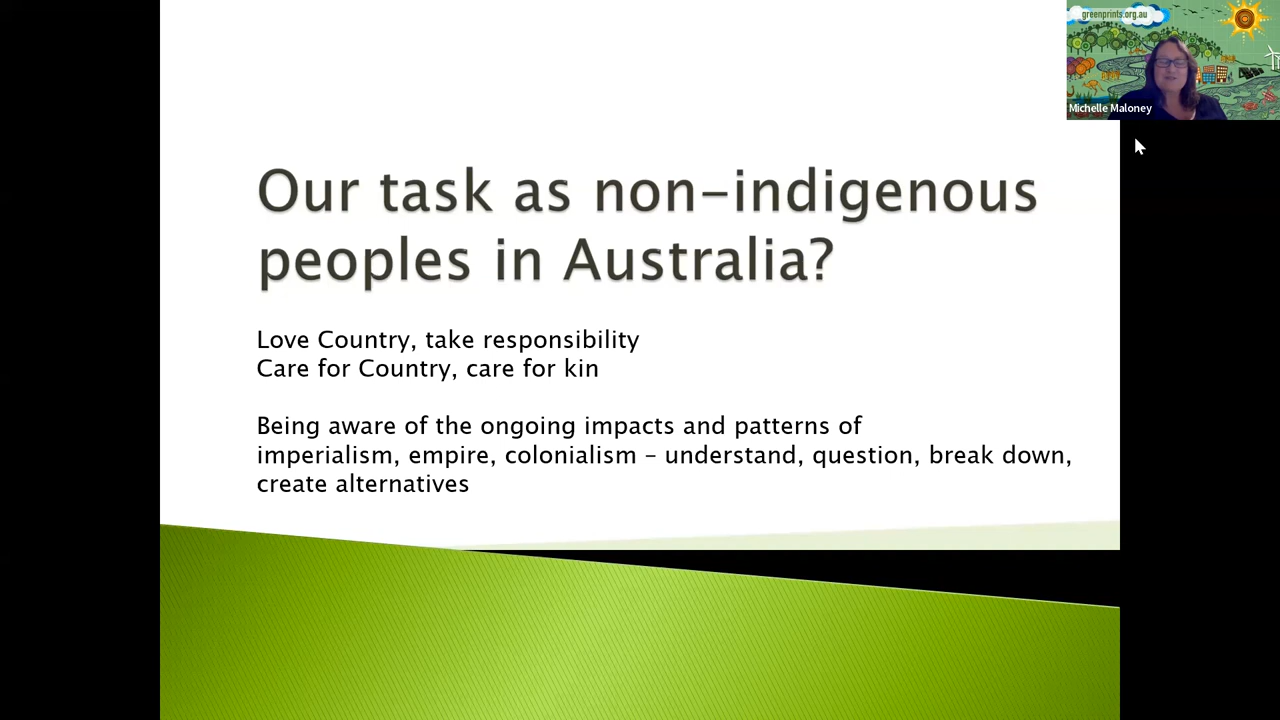 greenprints.org.au
Michelle Maloney
Our task as non-indigenous
peoples in Australia?
Love Country, take responsibility
Care for Country, care for kin
Being aware of the ongoing impacts and patterns of
imperialism, empire, colonialism – understand, question, break down,
create alternatives